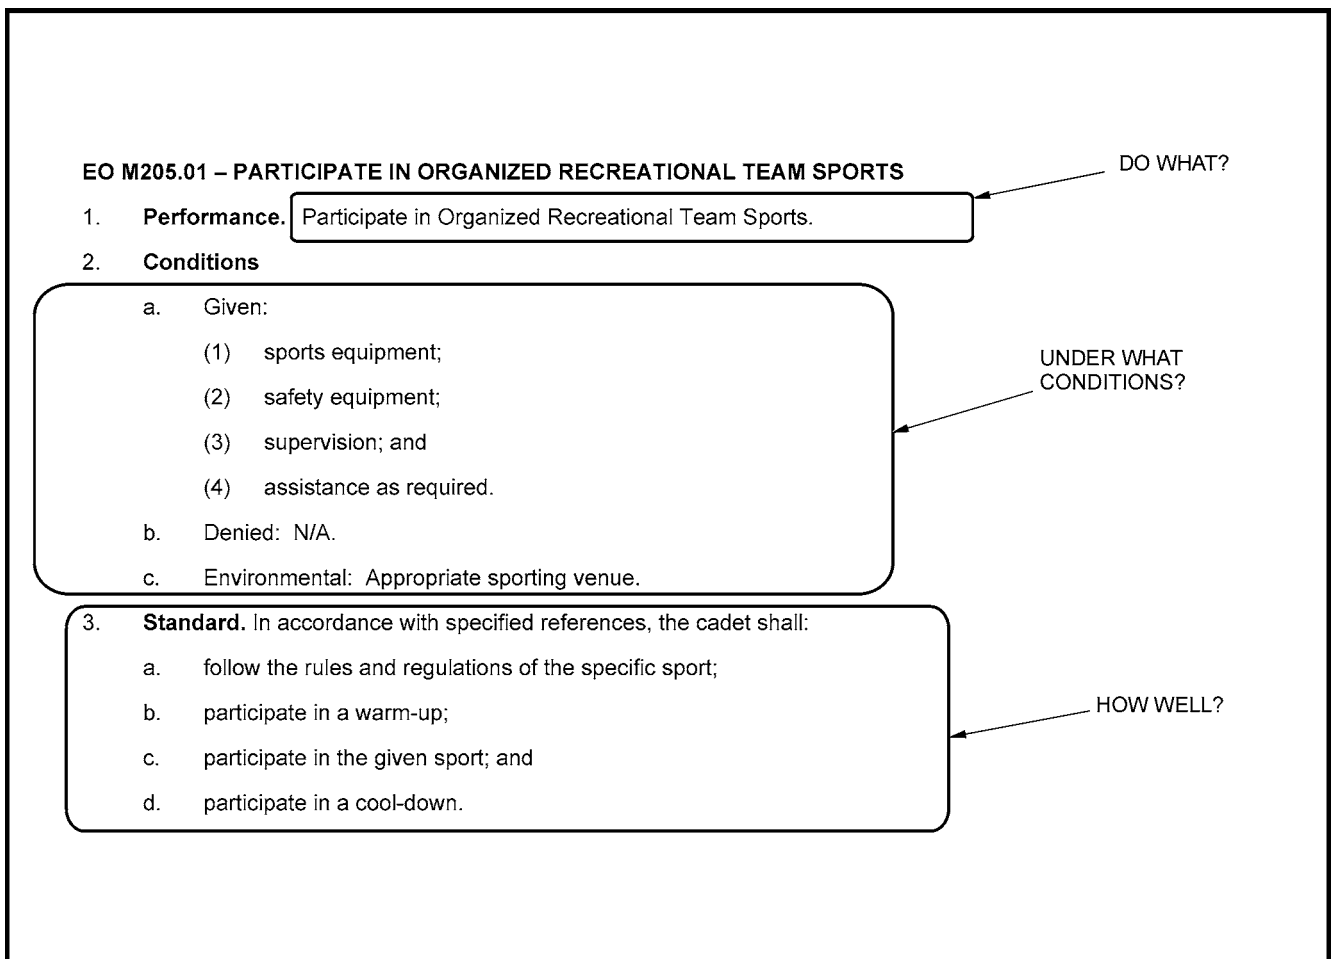 EO M205.01 – PARTICIPATE IN ORGANIZED RECREATIONAL TEAM SPORTS
DO WHAT?
1. Performance. Participate in Organized Recreational Team Sports.
2. Conditions
a. Given:
(1) sports equipment;
(2) safety equipment;
(3) supervision; and
(4) assistance as required.
b. Denied: N/A.
c. Environmental: Appropriate sporting venue.
UNDER WHAT
CONDITIONS?
3. Standard. In accordance with specified references, the cadet shall:
a. follow the rules and regulations of the specific sport;
b. participate in a warm-up;
c. participate in the given sport; and
d. participate in a cool-down.
HOW WELL?